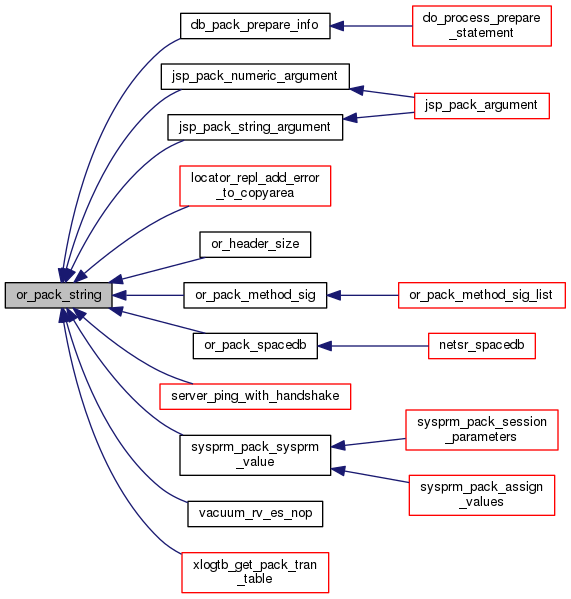 db_pack_prepare_info
do_process_prepare
_statement
jsp_pack_numeric_argument
jsp_pack_argument
jsp_pack_string_argument
locator_repl_add_error
_to_copyarea
or_header_size
or_pack_string
or_pack_method_sig
or_pack_method_sig_list
or_pack_spacedb
netsr_spacedb
server_ping_with_handshake
sysprm_pack_sysprm
_value
sysprm_pack_session
_parameters
sysprm_pack_assign
_values
vacuum_rv_es_nop
xlogtb_get_pack_tran
_table